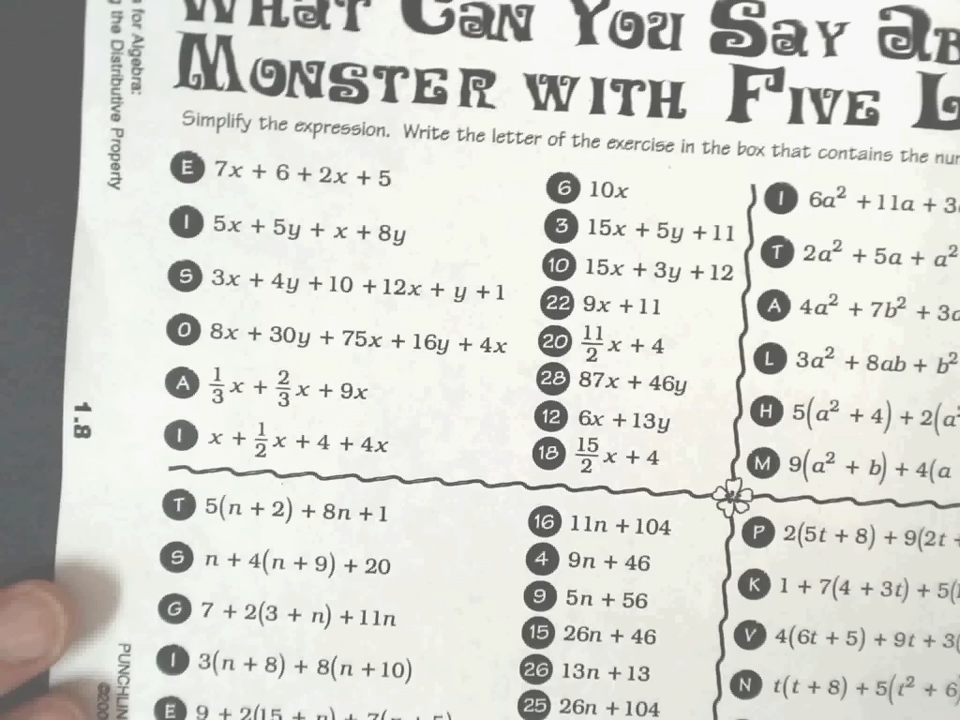 What Can You Say
Monster with Five
Simplify the expression. Write the letter of the exercise in the box that contains the
for Algebra:
the Distributive Property
1.8
E 7x + 6 + 2x + 5
I 5x + 5y + x + 8y
S 3x + 4y + 10 + 12x + y + 1
O 8x + 30y + 75x + 16y + 4x
A 1/3 x + 2/3 x + 9x
I x + 1/2 x + 4 + 4x
6 10x
3 15x + 5y + 11
10 15x + 3y + 12
22 9x + 11
20 11/2 x + 4
28 87x + 46y
12 6x + 13y
18 15/2 x + 4
I 6a² + 11a + 3
T 2a² + 5a + a²
A 4a² + 7b² + 3
L 3a² + 8ab + b²
H 5(a² + 4) + 2(a
M 9(a² + b) + 4(a
T 5(n + 2) + 8n + 1
S n + 4(n + 9) + 20
G 7 + 2(3 + n) + 11n
I 3(n + 8) + 8(n + 10)
E 9 + 2(15 + n) + 7(n + 5)
16 11n + 104
4 9n + 46
9 5n + 56
15 26n + 46
26 13n + 13
25 26n + 104
P 2(5t + 8) + 9(2t +
K 1 + 7(4 + 3t) + 5(
V 4(6t + 5) + 9t + 3(
N t(t + 8) + 5(t² + 6